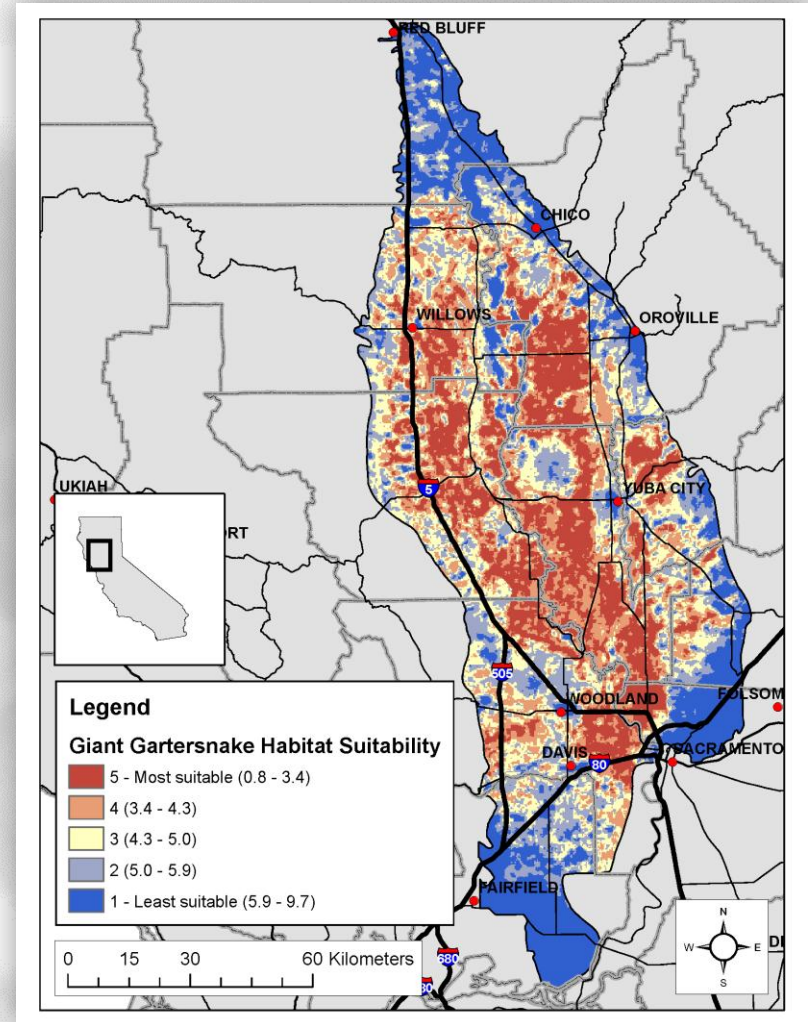 RED BLUFF
CHICO
WILLOWS
OROVILLE
5
UKIAH
YUBA CITY
ORT
505
WOODLAND
FOLSOM
DAVIS
80
SACRAMENTO
FAIRFIELD
680
Legend
Giant Gartersnake Habitat Suitability
5 - Most suitable (0.8 - 3.4)
4 (3.4 - 4.3)
3 (4.3 - 5.0)
2 (5.0 - 5.9)
1 - Least suitable (5.9 - 9.7)
0 15 30 60 Kilometers
N
W E
S